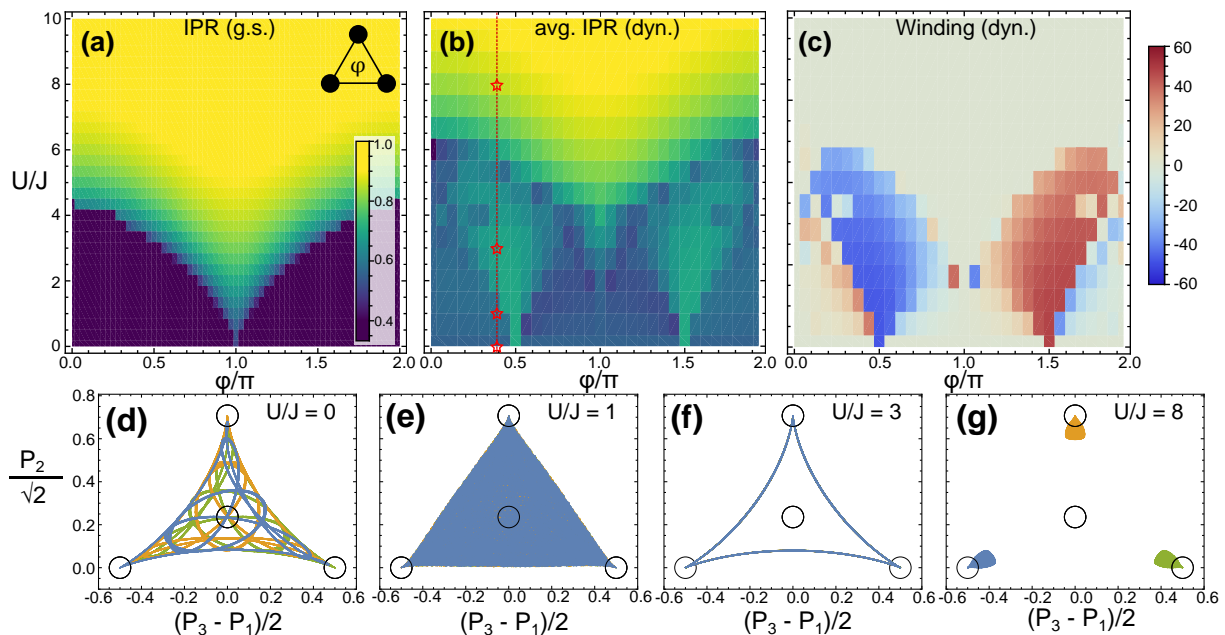 (a) IPR (g.s.)
φ
(b) avg. IPR (dyn.)
(c) Winding (dyn.)
U/J
10
8
6
4
2
0
1.0
0.8
0.6
0.4
60
40
20
0
-20
-40
-60
0.0 0.5 1.0 1.5 2.0
0.0 0.5 1.0 1.5 2.0
0.0 0.5 1.0 1.5 2.0
φ/π φ/π φ/π
(d) U/J = 0
(e) U/J = 1
(f) U/J = 3
(g) U/J = 8
P2
√2
0.8
0.6
0.4
0.2
0.0
-0.6 -0.4 -0.2 0.0 0.2 0.4 0.6
-0.6 -0.4 -0.2 0.0 0.2 0.4 0.6
-0.6 -0.4 -0.2 0.0 0.2 0.4 0.6
-0.6 -0.4 -0.2 0.0 0.2 0.4 0.6
(P3 - P1)/2 (P3 - P1)/2 (P3 - P1)/2 (P3 - P1)/2